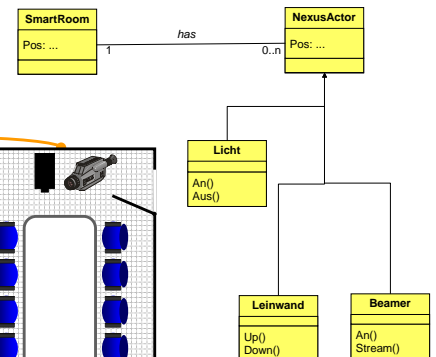 SmartRoom
Pos: ...
has
1
0..n
NexusActor
Pos: ...
Licht
An()
Aus()
Leinwand
Up()
Down()
Beamer
An()
Stream()